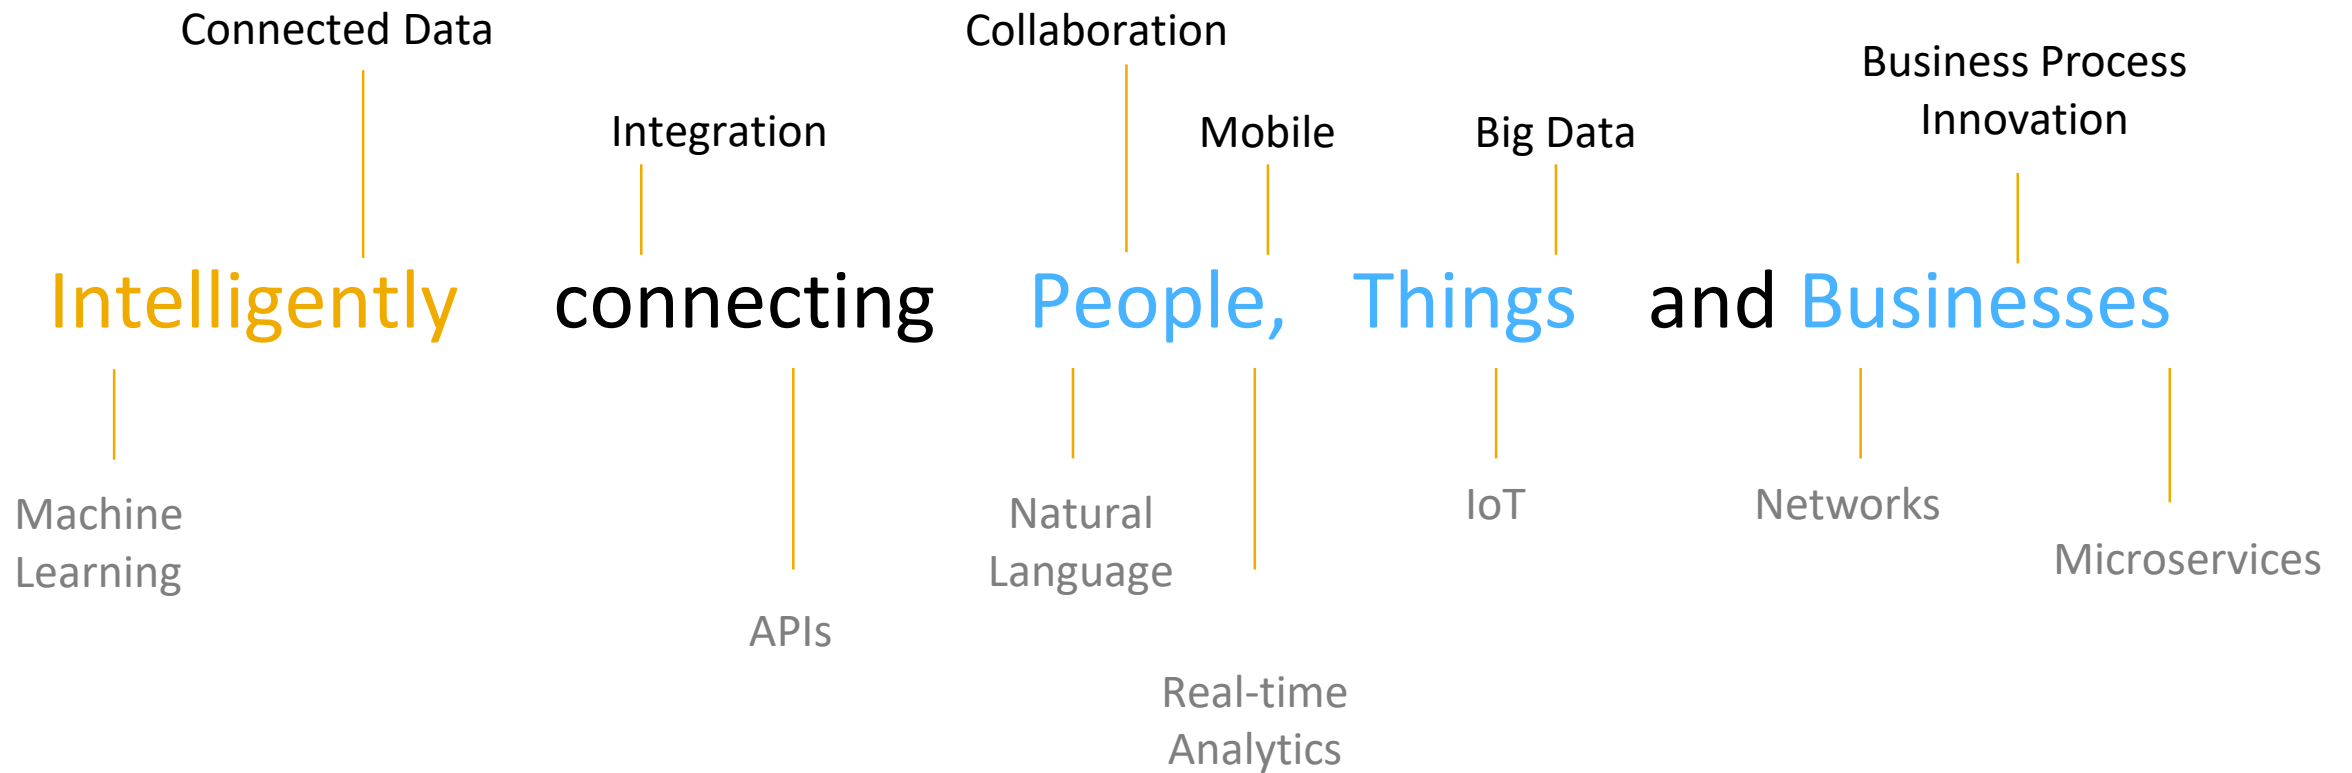 Connected Data
Collaboration
Business Process
Innovation
Integration
Mobile
Big Data
Intelligently connecting People, Things and Businesses
Machine
Learning
Natural
Language
IoT
Networks
Microservices
APIs
Real-time
Analytics